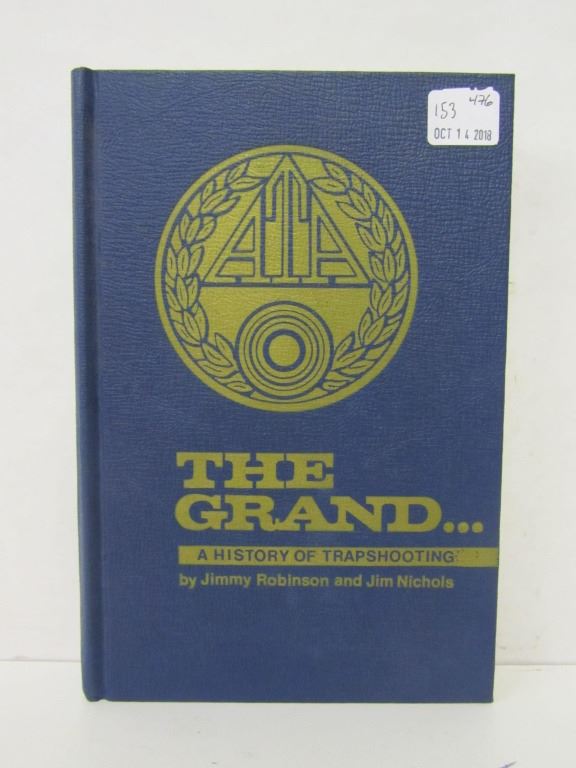 476
153
OCT 14 2018
ATA
THE
GRAND...
A HISTORY OF TRAPSHOOTING
by Jimmy Robinson and Jim Nichols